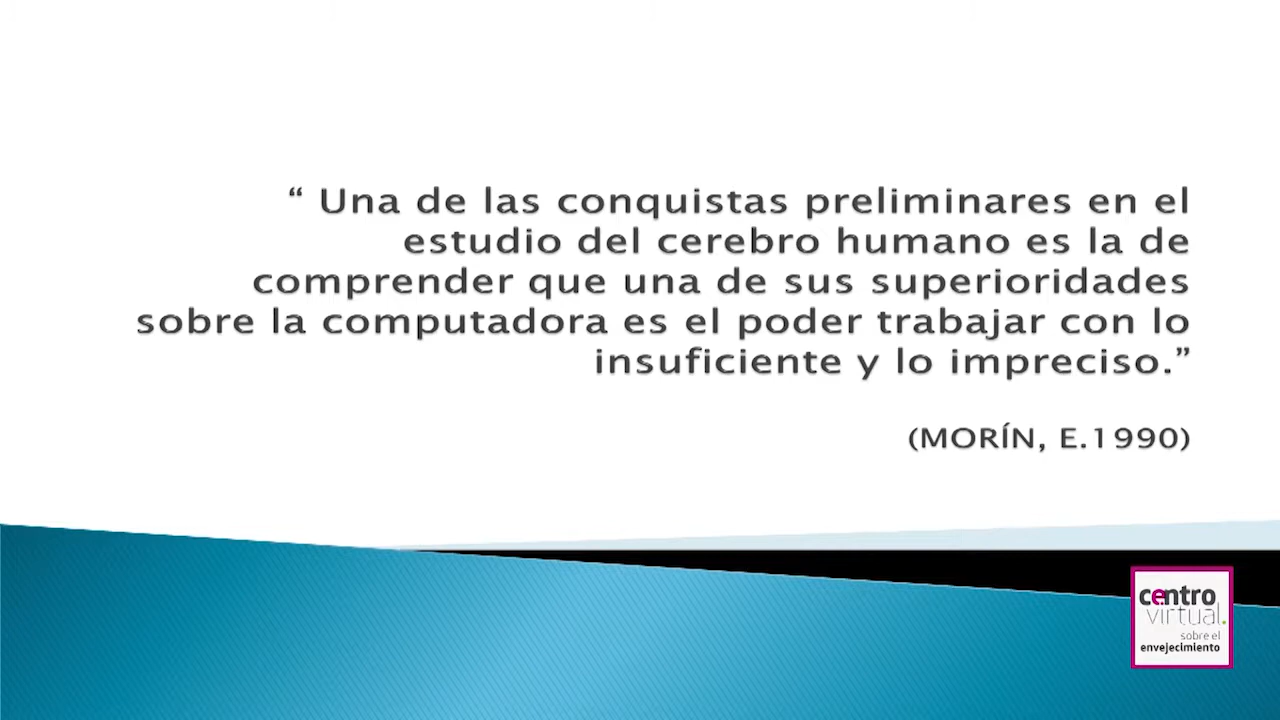 “ Una de las conquistas preliminares en el
estudio del cerebro humano es la de
comprender que una de sus superioridades
sobre la computadora es el poder trabajar con lo
insuficiente y lo impreciso.”
(MORÍN, E.1990)
centro
virtual.
sobre el
envejecimiento